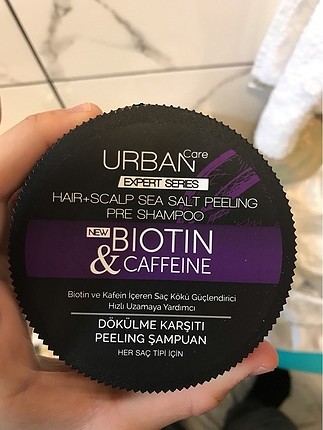 URBAN Care
EXPERT SERIES
HAIR+SCALP SEA SALT PEELING
PRE SHAMPOO
NEW BIOTIN
& CAFFEINE
Biotin ve Kafein İçeren Saç Kökü Güçlendirici
Hızlı Uzamaya Yardımcı
DÖKÜLME KARŞITI
PEELING ŞAMPUAN
HER SAÇ TİPİ İÇİN